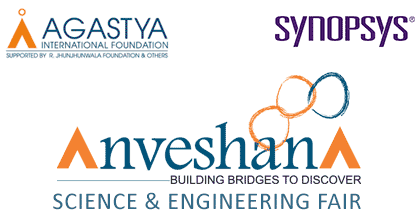 AGASTYA
INTERNATIONAL FOUNDATION
SUPPORTED BY R. JHUNJHUNWALA FOUNDATION & OTHERS
SYNOPSYS®
AnveshanA
BUILDING BRIDGES TO DISCOVER
SCIENCE & ENGINEERING FAIR